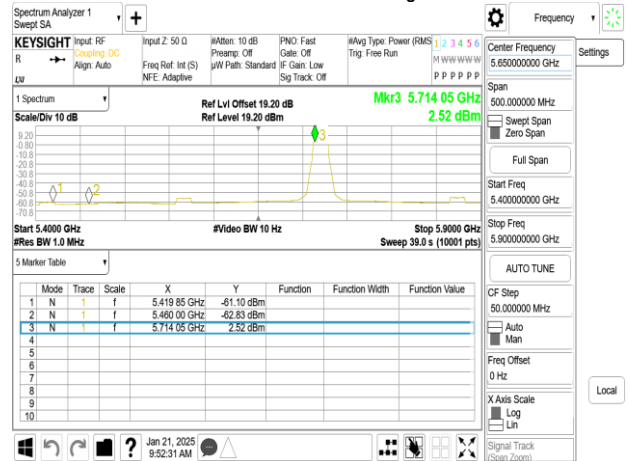 Spectrum Analyzer 1
Swept SA
Frequency
KEYSIGHT
R
LXI
Input: RF
Coupling: DC
Align: Auto
Input Z: 50 Ω
Freq Ref: Int (S)
NFE: Adaptive
#Atten: 10 dB
Preamp: Off
µW Path: Standard
PNO: Fast
Gate: Off
IF Gain: Low
Sig Track: Off
#Avg Type: Power (RMS
Trig: Free Run
1 2 3 4 5 6
M W W W W W
P P P P P P
1 Spectrum
Scale/Div 10 dB
Ref Lvl Offset 19.20 dB
Ref Level 19.20 dBm
Mkr3 5.714 05 GHz
2.52 dBm
9.20
-0.80
-10.8
-20.8
-30.8
-40.8
-50.8
-60.8
-70.8
1
2
3
Start 5.4000 GHz
#Res BW 1.0 MHz
#Video BW 10 Hz
Stop 5.9000 GHz
Sweep 39.0 s (10001 pts)
5 Marker Table
Mode Trace Scale X Y Function Function Width Function Value
1 N 1 f 5.419 85 GHz -61.10 dBm
2 N 1 f 5.460 00 GHz -62.83 dBm
3 N 1 f 5.714 05 GHz 2.52 dBm
4
5
6
7
8
9
10
Jan 21, 2025
9:52:31 AM
?
Center Frequency
5.650000000 GHz
Span
500.000000 MHz
Swept Span
Zero Span
Full Span
Start Freq
5.400000000 GHz
Stop Freq
5.900000000 GHz
AUTO TUNE
CF Step
50.000000 MHz
Auto
Man
Freq Offset
0 Hz
X Axis Scale
Log
Lin
Signal Track
(Span Zoom)
Settings
Local